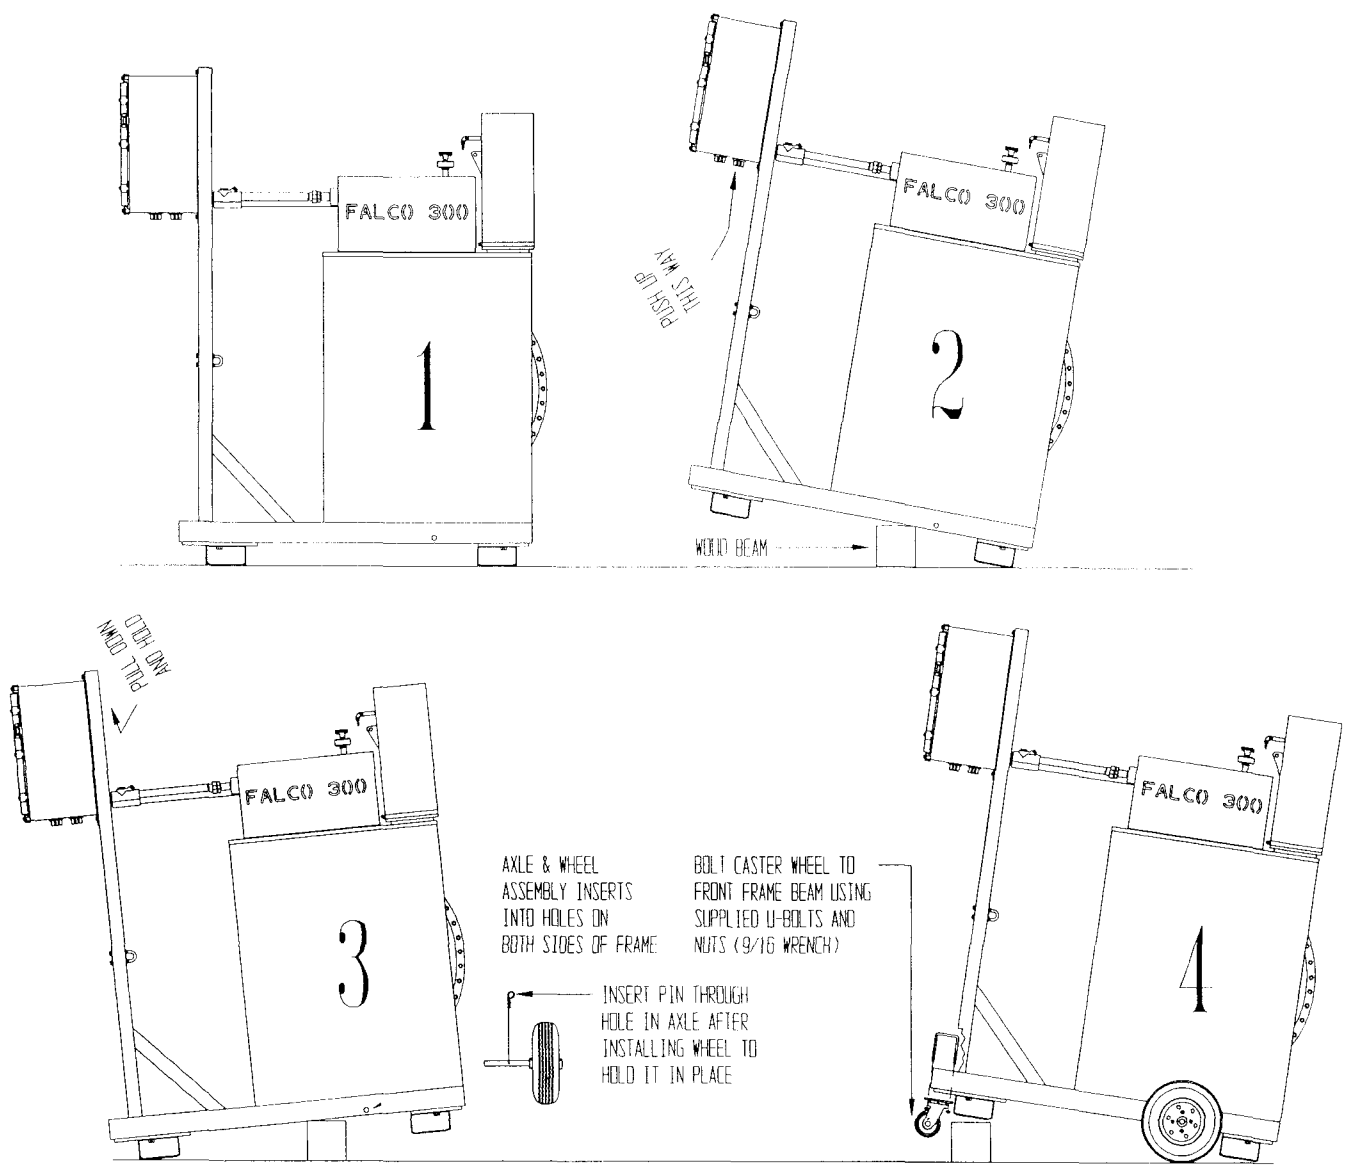 FALCO 300
1
FALCO 300
PUSH UP
THIS WAY
2
WOOD BEAM
PULL DOWN
AND HOLD
FALCO 300
3
AXLE & WHEEL
ASSEMBLY INSERTS
INTO HOLES ON
BOTH SIDES OF FRAME
BOLT CASTER WHEEL TO
FRONT FRAME BEAM USING
SUPPLIED U-BOLTS AND
NUTS (9/16 WRENCH)
INSERT PIN THROUGH
HOLE IN AXLE AFTER
INSTALLING WHEEL TO
HOLD IT IN PLACE
FALCO 300
4